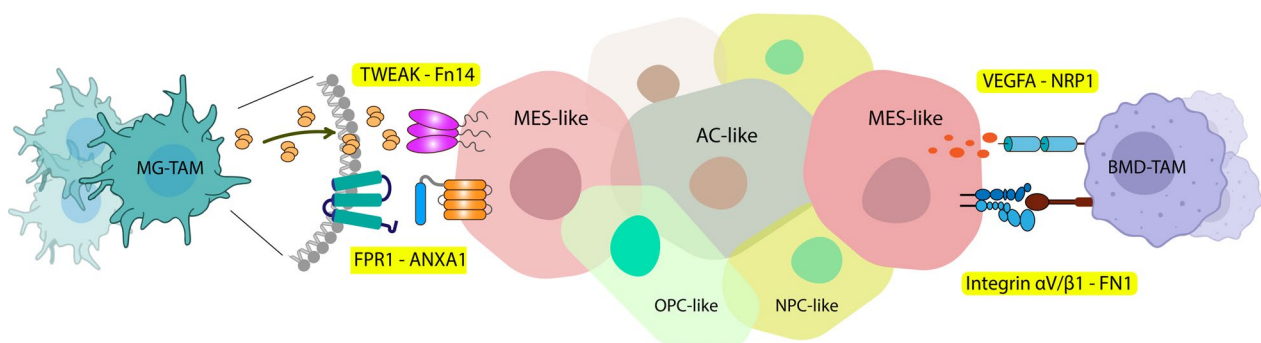 TWEAK - Fn14
VEGFA - NRP1
MES-like
AC-like
MES-like
MG-TAM
BMD-TAM
FPR1 - ANXA1
Integrin αV/β1 - FN1
OPC-like
NPC-like